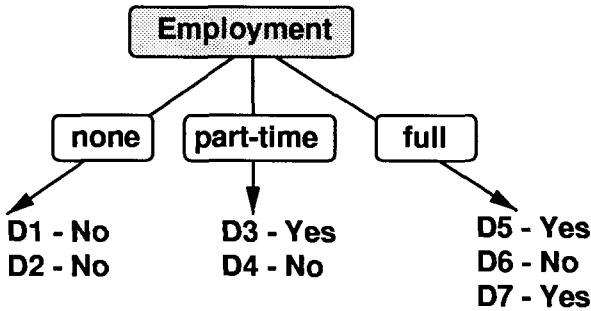 Employment
none
part-time
full
D1 - No
D2 - No
D3 - Yes
D4 - No
D5 - Yes
D6 - No
D7 - Yes